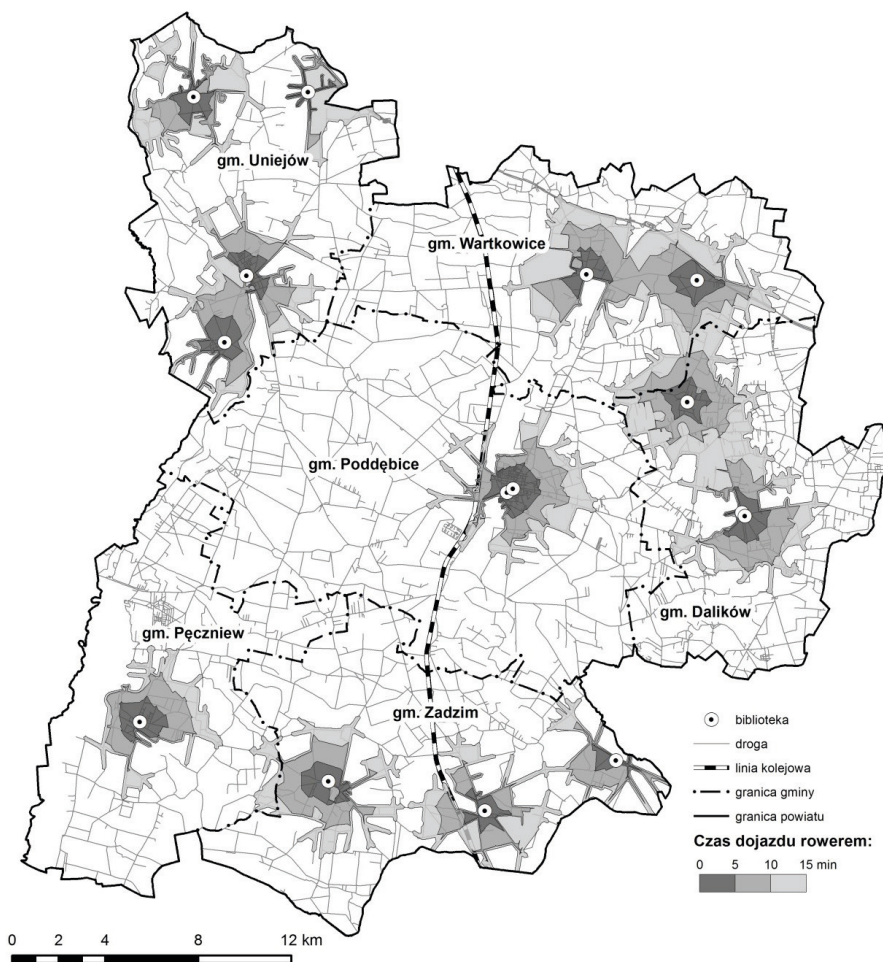 gm. Uniejów
gm. Wartkowice
gm. Poddębice
gm. Dalików
gm. Pęczniew
gm. Zadzim
biblioteka
droga
linia kolejowa
granica gminy
granica powiatu
Czas dojazdu rowerem:
0 5 10 15 min
0 2 4 8 12 km